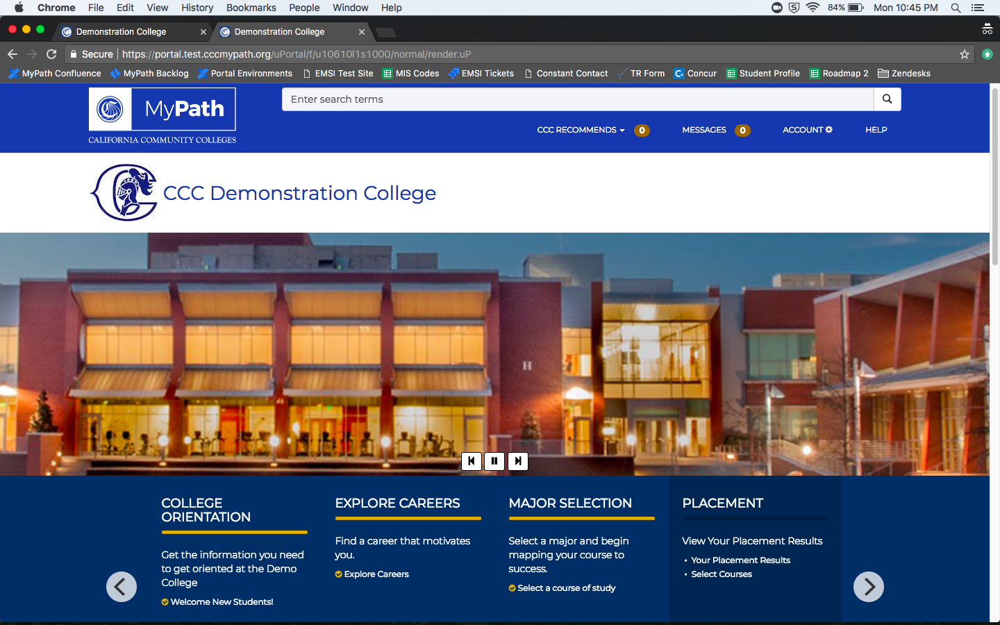 Chrome File Edit View History Bookmarks People Window Help 84% Mon 10:45 PM
Demonstration College Demonstration College
Secure https://portal.test.cccmypath.org/uPortal/f/u10610l1s1000/normal/render.uP
MyPath Confluence MyPath Backlog Portal Environments EMSI Test Site MIS Codes EMSI Tickets Constant Contact TR Form Concur Student Profile Roadmap 2 Zendesks
MyPath
CALIFORNIA COMMUNITY COLLEGES
Enter search terms
CCC RECOMMENDS 0 MESSAGES 0 ACCOUNT HELP
CCC Demonstration College
H
COLLEGE
ORIENTATION
Get the information you need
to get oriented at the Demo
College
Welcome New Students!
EXPLORE CAREERS
Find a career that motivates
you.
Explore Careers
MAJOR SELECTION
Select a major and begin
mapping your course to
success.
Select a course of study
PLACEMENT
View Your Placement Results
• Your Placement Results
• Select Courses